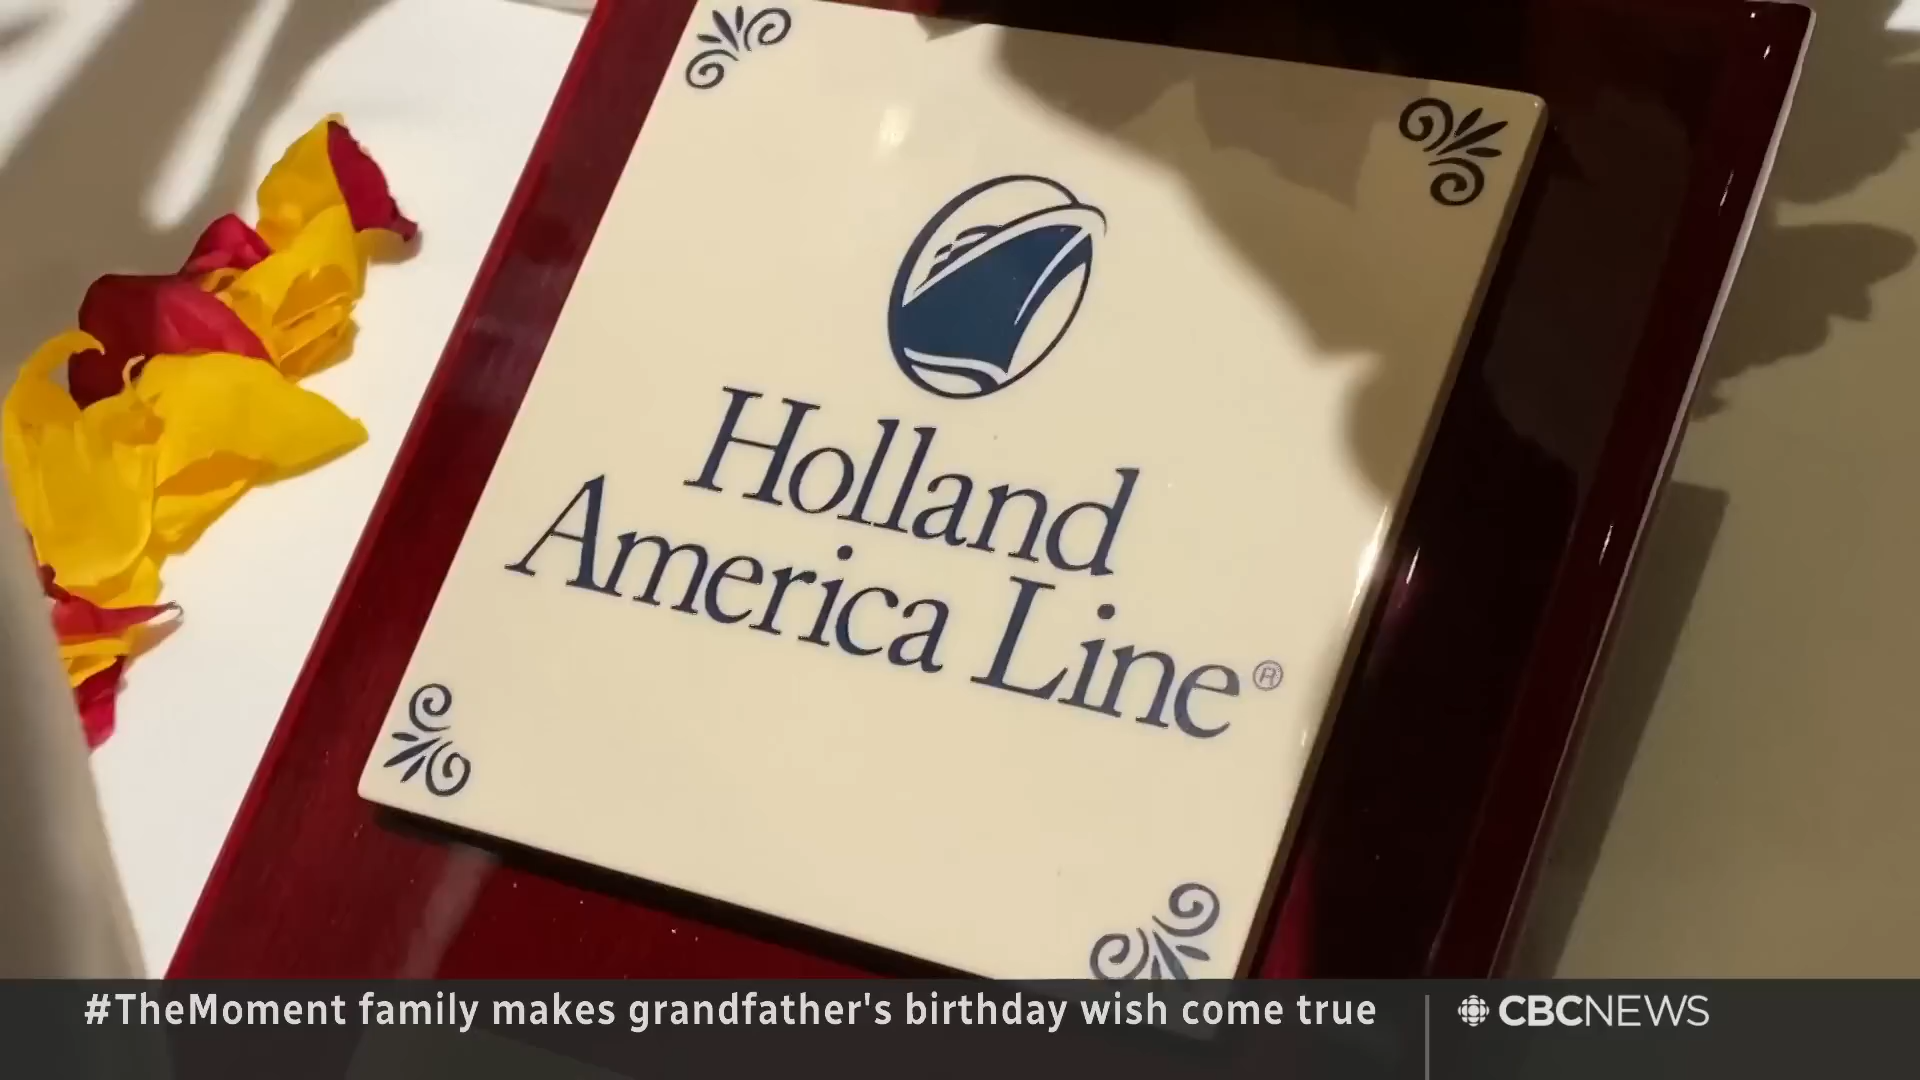 Holland
America Line®
#TheMoment family makes grandfather's birthday wish come true
CBCNEWS